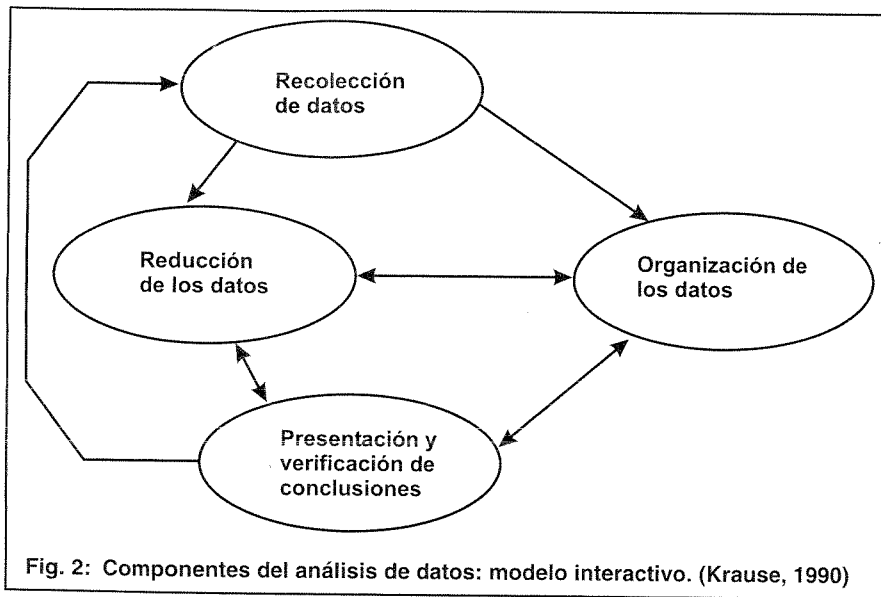 Recolección
de datos
Reducción
de los datos
Organización de
los datos
Presentación y
verificación de
conclusiones
Fig. 2: Componentes del análisis de datos: modelo interactivo. (Krause, 1990)